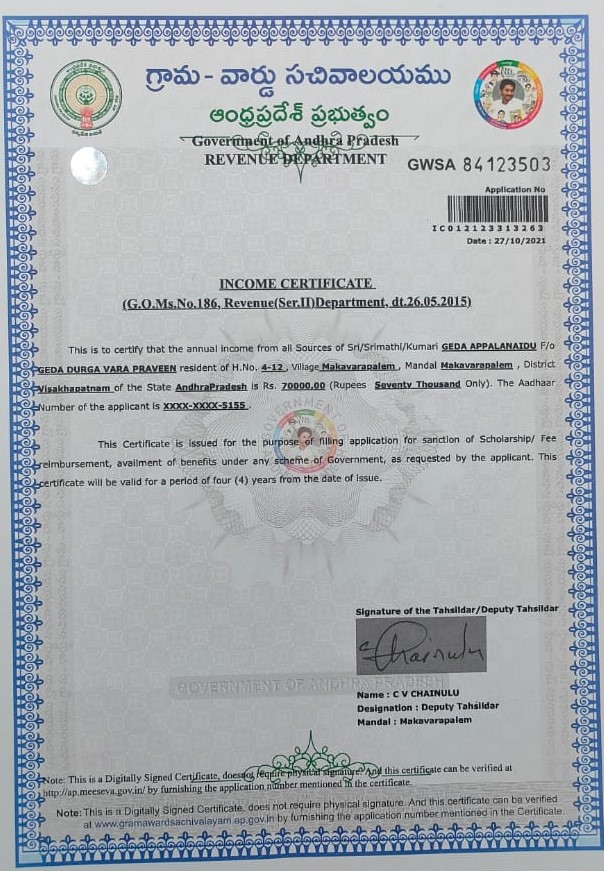 గ్రామ - వార్డు సచివాలయము
ఆంధ్రప్రదేశ్ ప్రభుత్వం
Government of Andhra Pradesh
REVENUE DEPARTMENT
GWSA 84123503
Application No
IC012123313263
Date : 27/10/2021
INCOME CERTIFICATE
(G.O.Ms.No.186, Revenue(Ser.II)Department, dt.26.05.2015)
This is to certify that the annual income from all Sources of Sri/Srimathi/Kumari GEDA APPALANAIDU F/o
GEDA DURGA VARA PRAVEEN resident of H.No. 4-12 , Village Makavarapalem , Mandal Makavarapalem , District
Visakhapatnam of the State AndhraPradesh is Rs. 70000.00 (Rupees Seventy Thousand Only). The Aadhaar
Number of the applicant is XXXX-XXXX-5155 .
This Certificate is issued for the purpose of filling application for sanction of Scholarship/ Fee
reimbursement, availment of benefits under any scheme of Government, as requested by the applicant. This
certificate will be valid for a period of four (4) years from the date of issue.
Signature of the Tahsildar/Deputy Tahsildar
Chainulu
GOVERNMENT OF ANDHRA PRADESH
Name : C V CHAINULU
Designation : Deputy Tahsildar
Mandal : Makavarapalem
Note: This is a Digitally Signed Certificate, doesnot require physical signature. And this certificate can be verified at
http://ap.meeseva.gov.in/ by furnishing the application number mentioned in the certificate.
Note: This is a Digitally Signed Certificate, does not require physical signature. And this certificate can be verified
at www.gramawardsachivalayam.ap.gov.in by furnishing the application number mentioned in the Certificate